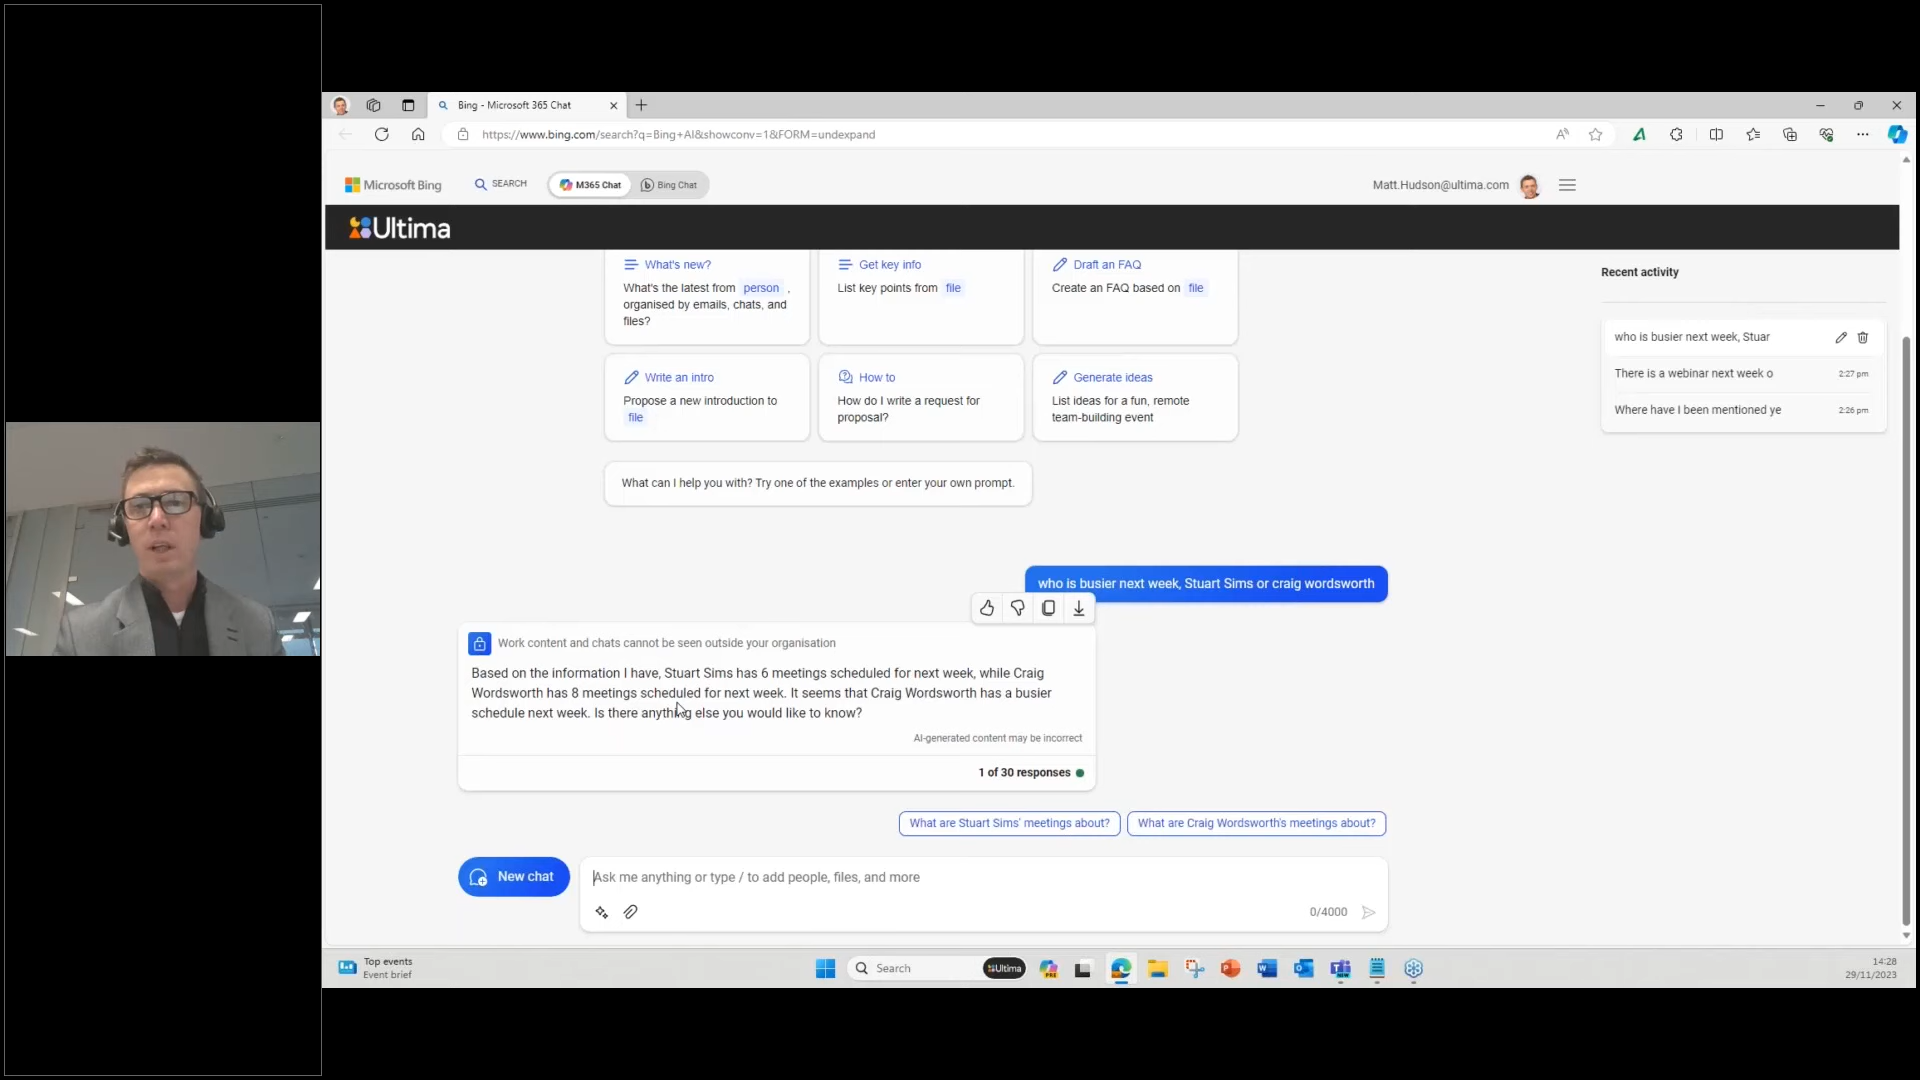 Bing - Microsoft 365 Chat
https://www.bing.com/search?q=Bing+AI&showconv=1&FORM=undexpand
Microsoft Bing
SEARCH
M365 Chat
Bing Chat
Matt.Hudson@ultima.com
Ultima
What's new?
What's the latest from person ,
organised by emails, chats, and
files?
Get key info
List key points from file
Draft an FAQ
Create an FAQ based on file
Write an intro
Propose a new introduction to
file
How to
How do I write a request for
proposal?
Generate ideas
List ideas for a fun, remote
team-building event
Recent activity
who is busier next week, Stuar
There is a webinar next week o 2:27 pm
Where have I been mentioned ye 2:26 pm
What can I help you with? Try one of the examples or enter your own prompt.
who is busier next week, Stuart Sims or craig wordsworth
Work content and chats cannot be seen outside your organisation
Based on the information I have, Stuart Sims has 6 meetings scheduled for next week, while Craig
Wordsworth has 8 meetings scheduled for next week. It seems that Craig Wordsworth has a busier
schedule next week. Is there anything else you would like to know?
AI-generated content may be incorrect
1 of 30 responses
What are Stuart Sims' meetings about?
What are Craig Wordsworth's meetings about?
New chat
Ask me anything or type / to add people, files, and more
0/4000
Top events
Event brief
Search
Ultima
14:28
29/11/2023